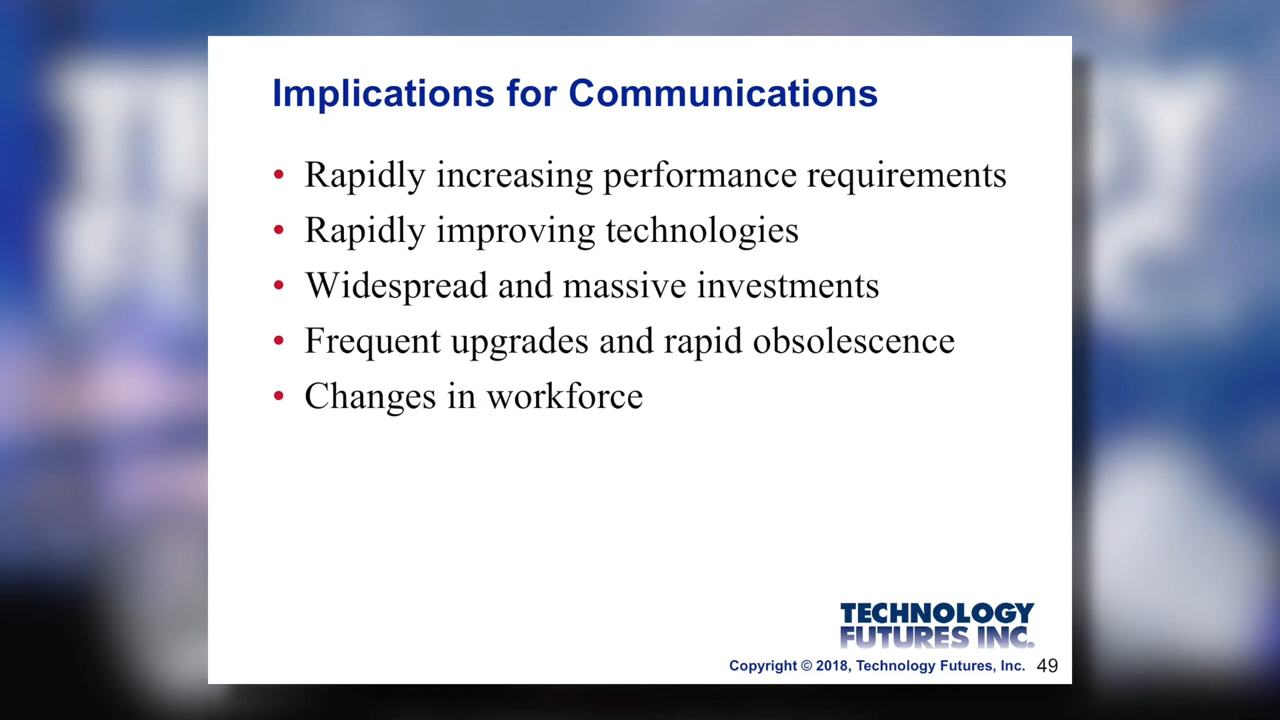 Implications for Communications
• Rapidly increasing performance requirements
• Rapidly improving technologies
• Widespread and massive investments
• Frequent upgrades and rapid obsolescence
• Changes in workforce
TECHNOLOGY
FUTURES INC.
Copyright © 2018, Technology Futures, Inc. 49